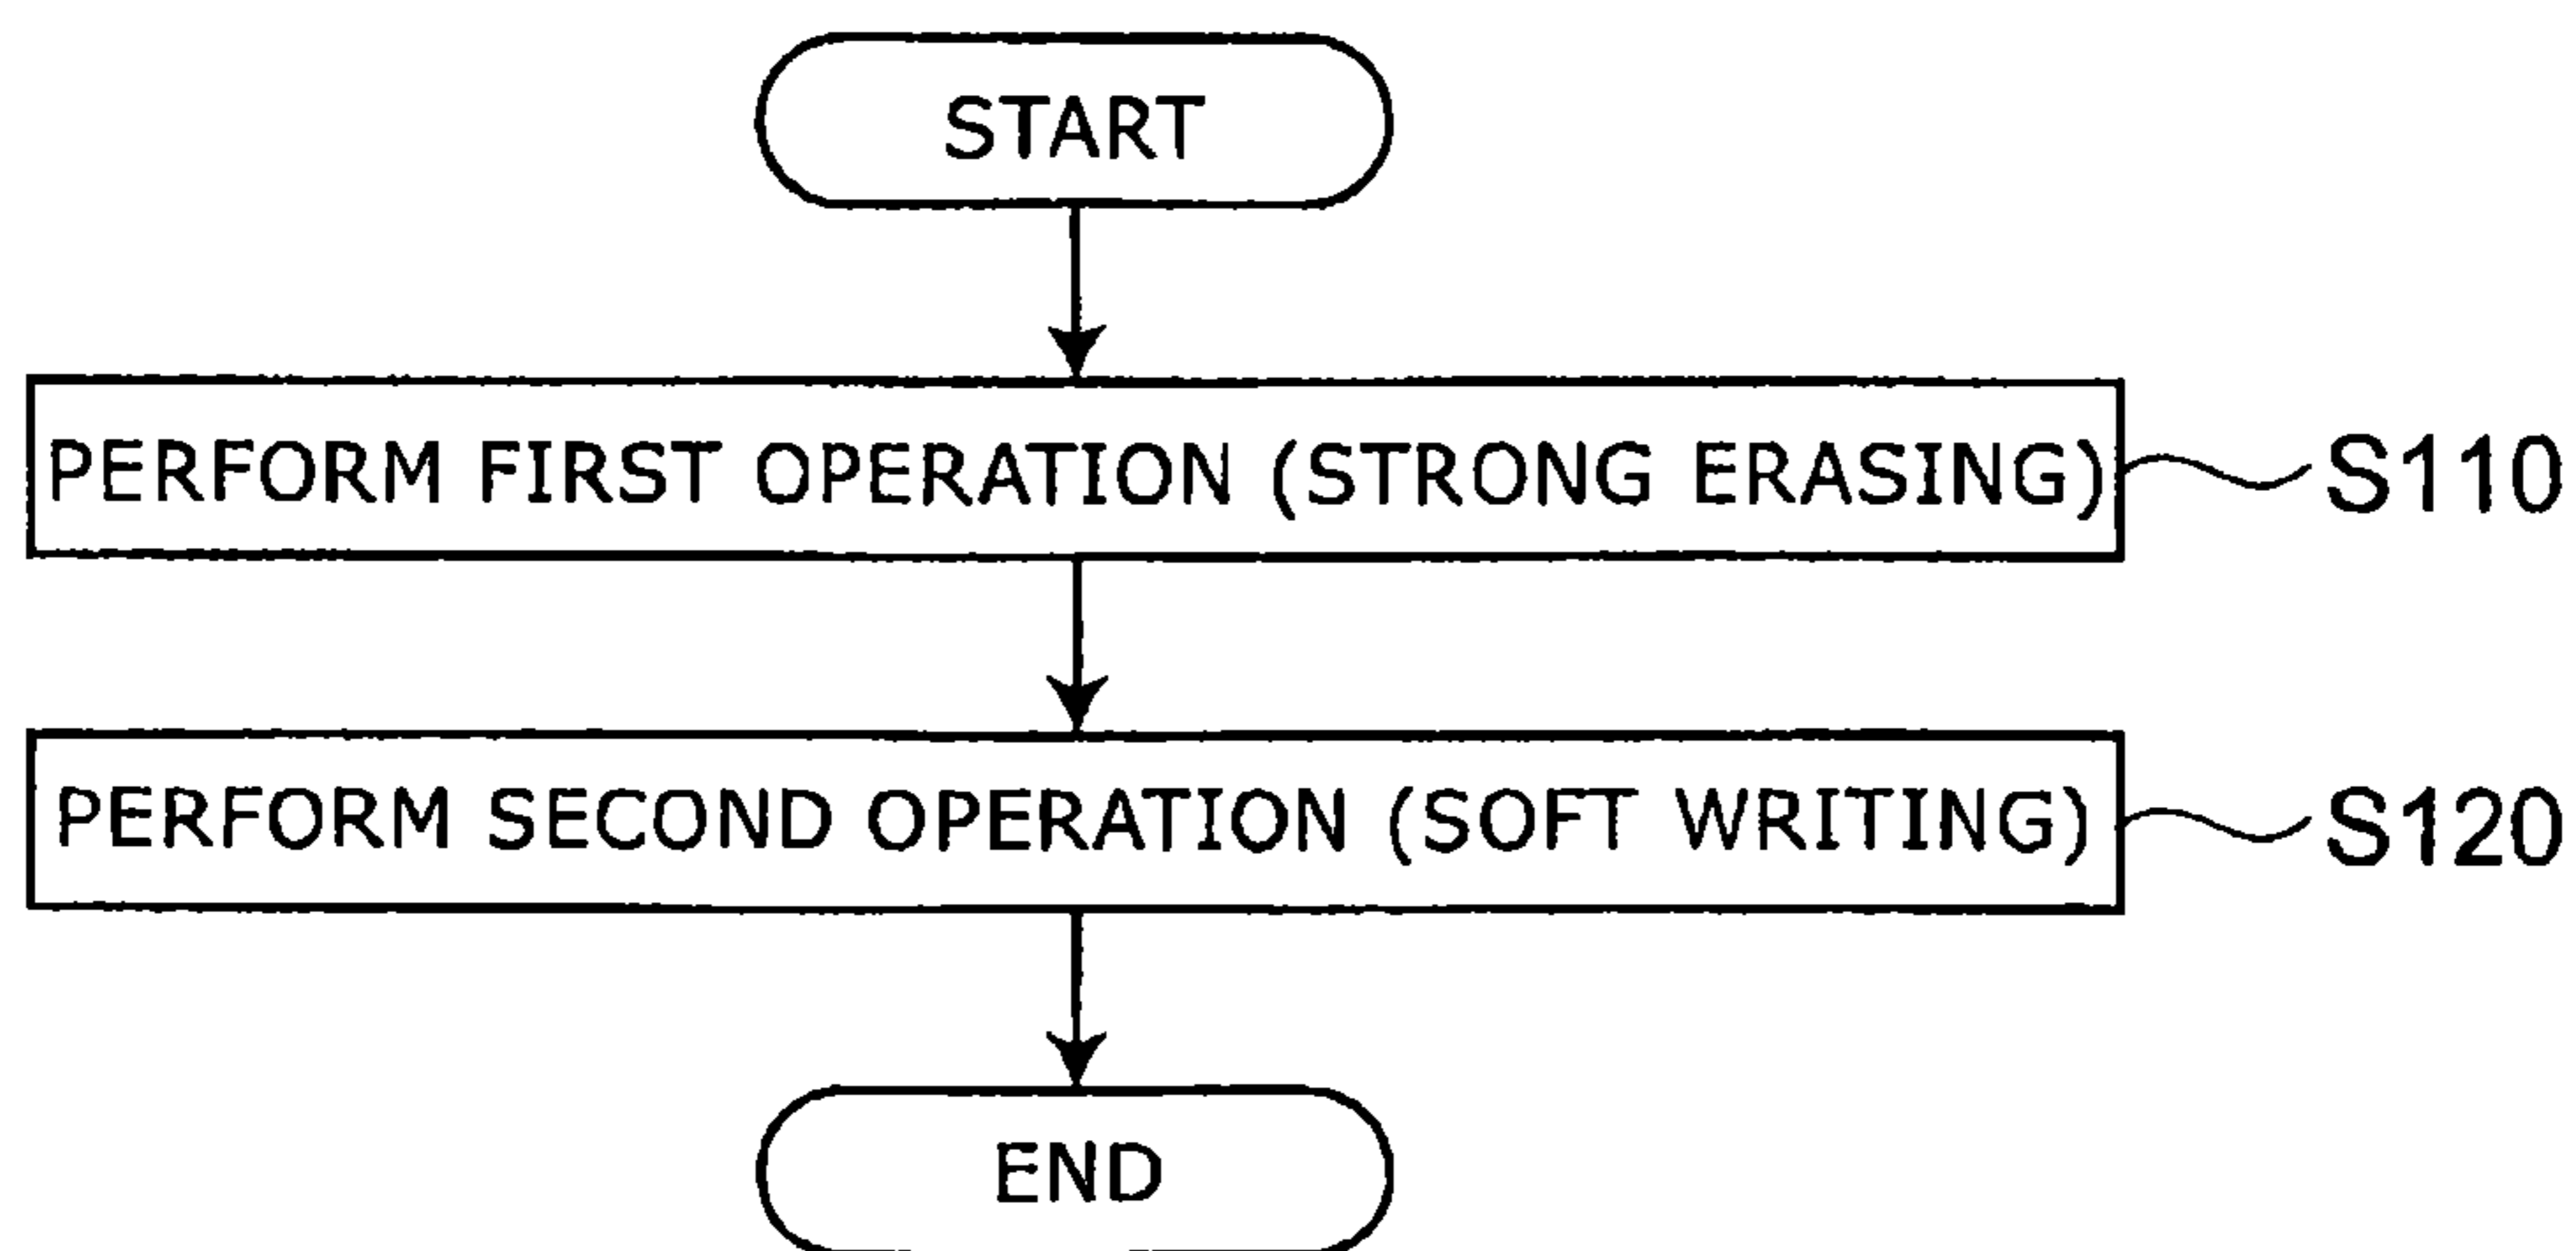 START
PERFORM FIRST OPERATION (STRONG ERASING) S110
PERFORM SECOND OPERATION (SOFT WRITING) S120
END